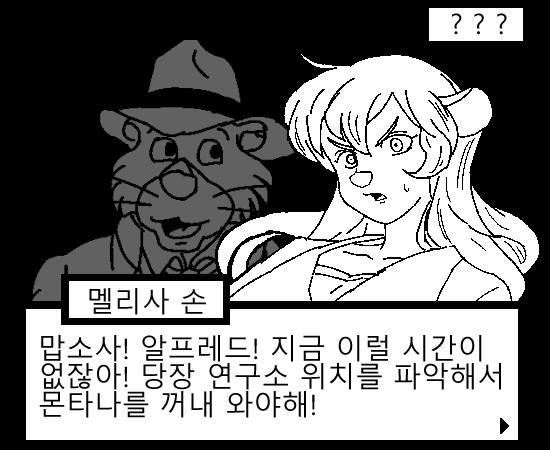 ? ? ?
멜리사 손
맙소사! 알프레드! 지금 이럴 시간이
없잖아! 당장 연구소 위치를 파악해서
몬타나를 꺼내 와야해!